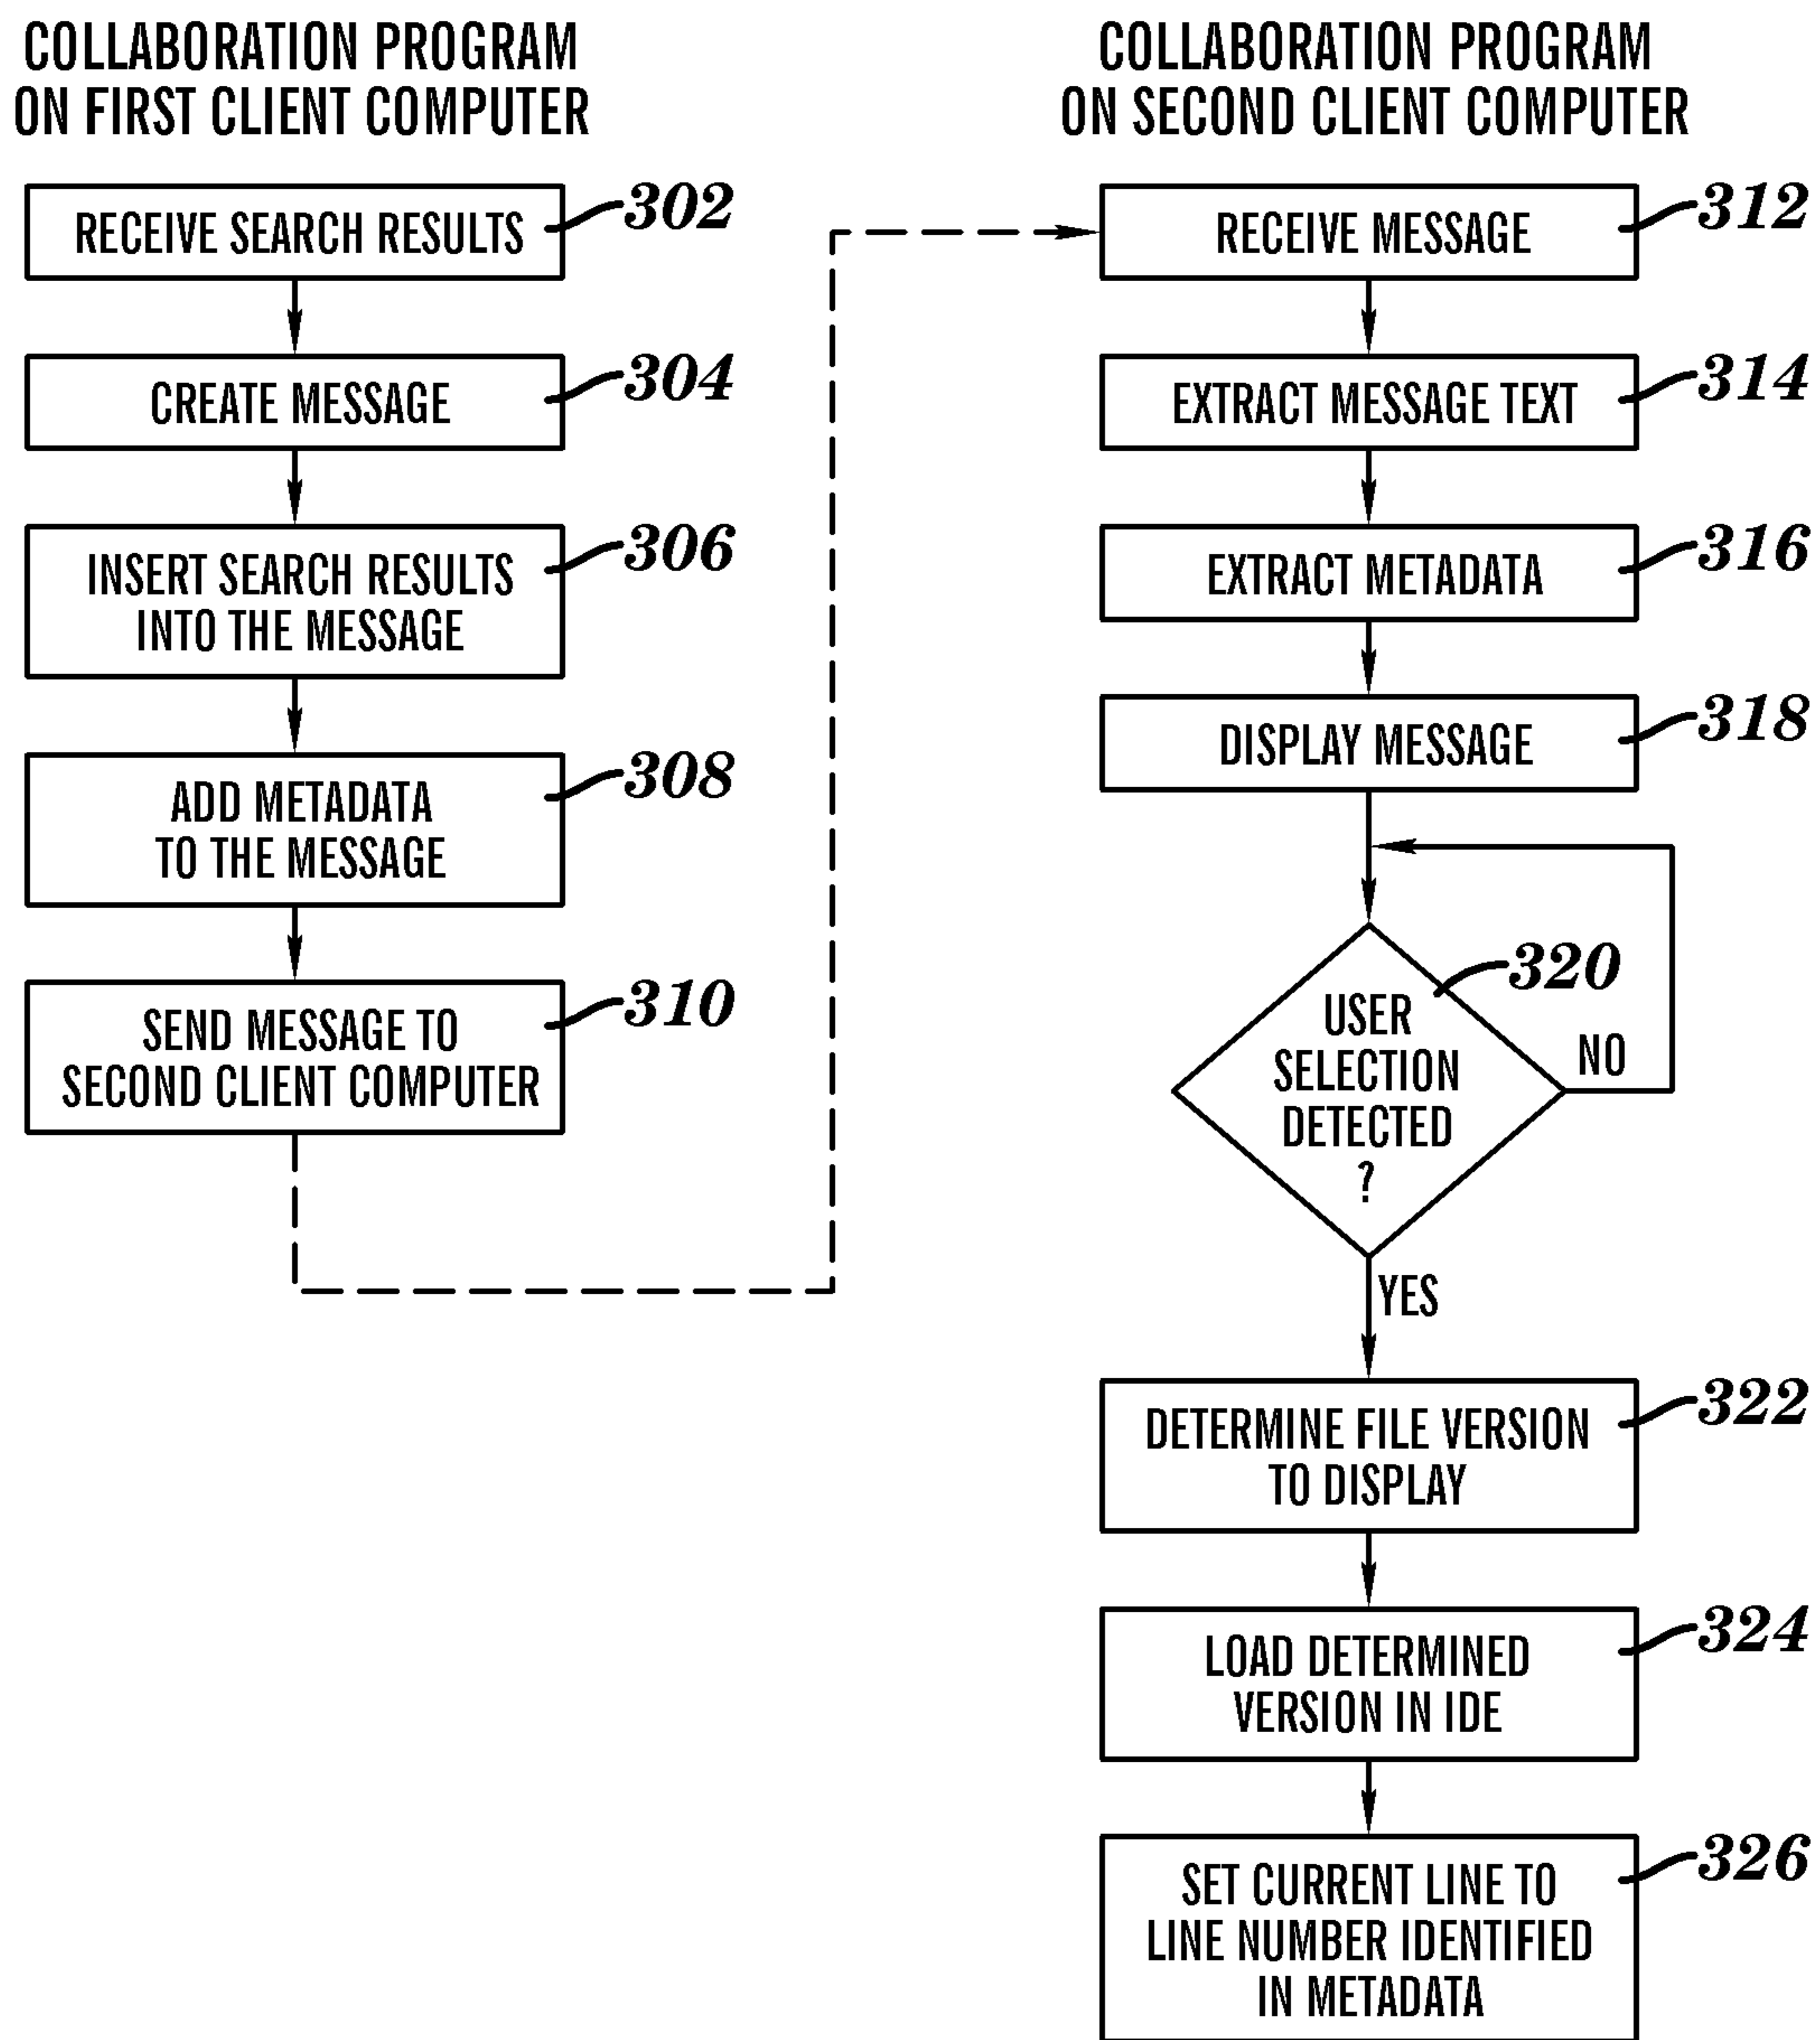 COLLABORATION PROGRAM
ON FIRST CLIENT COMPUTER
RECEIVE SEARCH RESULTS
302
CREATE MESSAGE
304
INSERT SEARCH RESULTS
INTO THE MESSAGE
306
ADD METADATA
TO THE MESSAGE
308
SEND MESSAGE TO
SECOND CLIENT COMPUTER
310
COLLABORATION PROGRAM
ON SECOND CLIENT COMPUTER
RECEIVE MESSAGE
312
EXTRACT MESSAGE TEXT
314
EXTRACT METADATA
316
DISPLAY MESSAGE
318
320
USER
SELECTION
DETECTED
?
NO
YES
DETERMINE FILE VERSION
TO DISPLAY
322
LOAD DETERMINED
VERSION IN IDE
324
SET CURRENT LINE TO
LINE NUMBER IDENTIFIED
IN METADATA
326